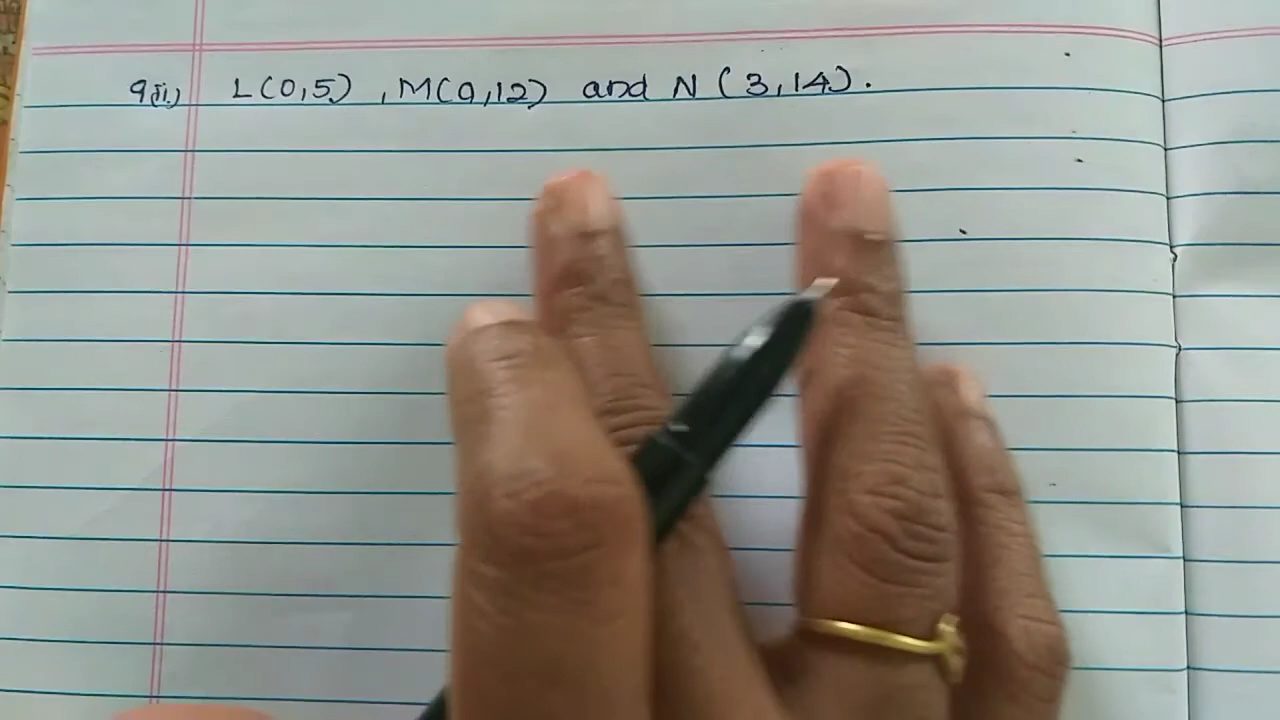 9(ii) L(0,5) , M(9,12) and N (3,14).